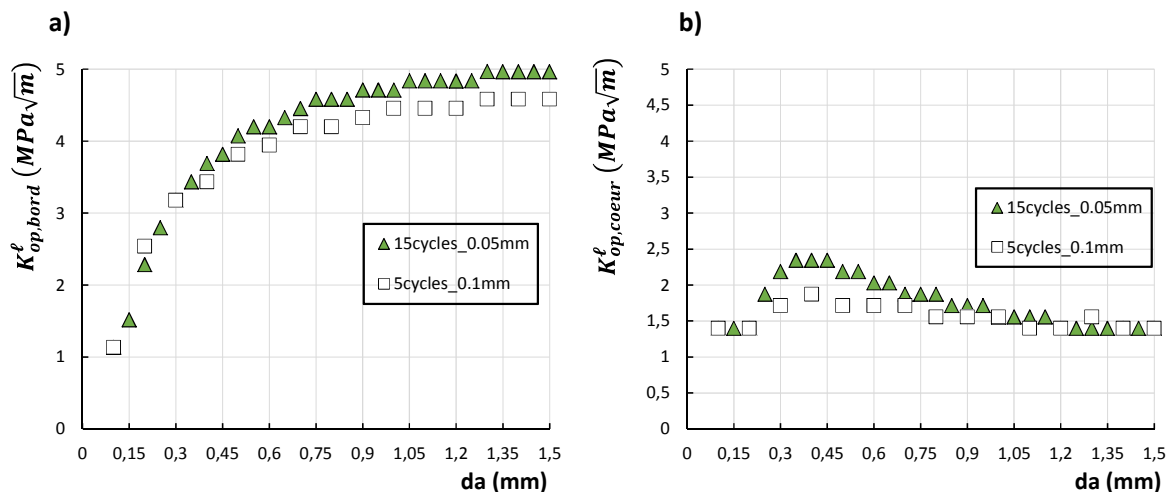 a)
K^ℓ_{op,bord} (MPa√m)
5
4
3
2
1
0
0 0,15 0,3 0,45 0,6 0,75 0,9 1,05 1,2 1,35 1,5
da (mm)
15cycles_0.05mm
5cycles_0.1mm
b)
K^ℓ_{op,coeur} (MPa√m)
5
4,5
4
3,5
3
2,5
2
1,5
1
0,5
0
0 0,15 0,3 0,45 0,6 0,75 0,9 1,05 1,2 1,35 1,5
da (mm)
15cycles_0.05mm
5cycles_0.1mm